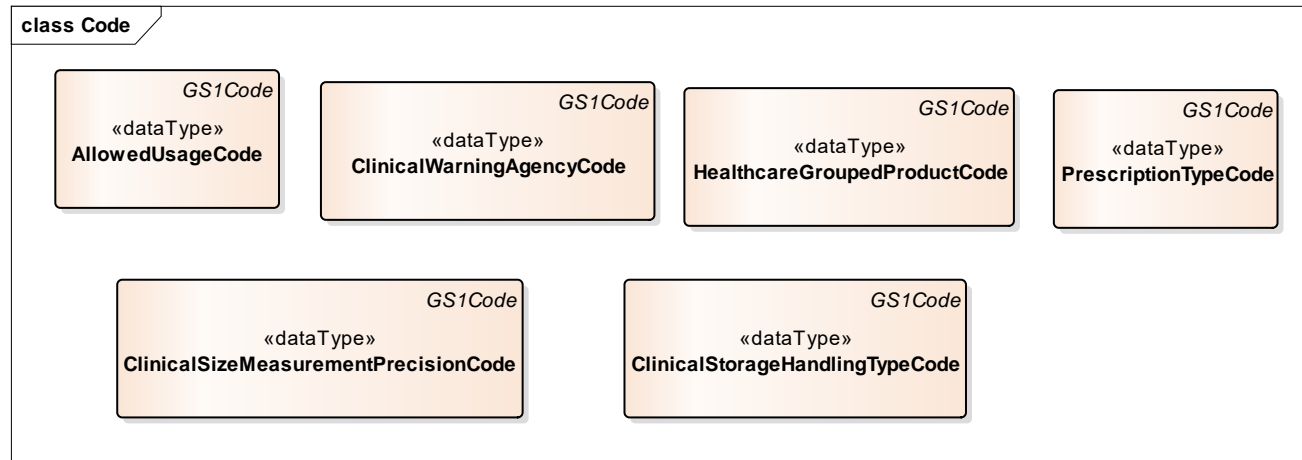 class Code
GS1Code
«dataType»
AllowedUsageCode
GS1Code
«dataType»
ClinicalWarningAgencyCode
GS1Code
«dataType»
HealthcareGroupedProductCode
GS1Code
«dataType»
PrescriptionTypeCode
GS1Code
«dataType»
ClinicalSizeMeasurementPrecisionCode
GS1Code
«dataType»
ClinicalStorageHandlingTypeCode